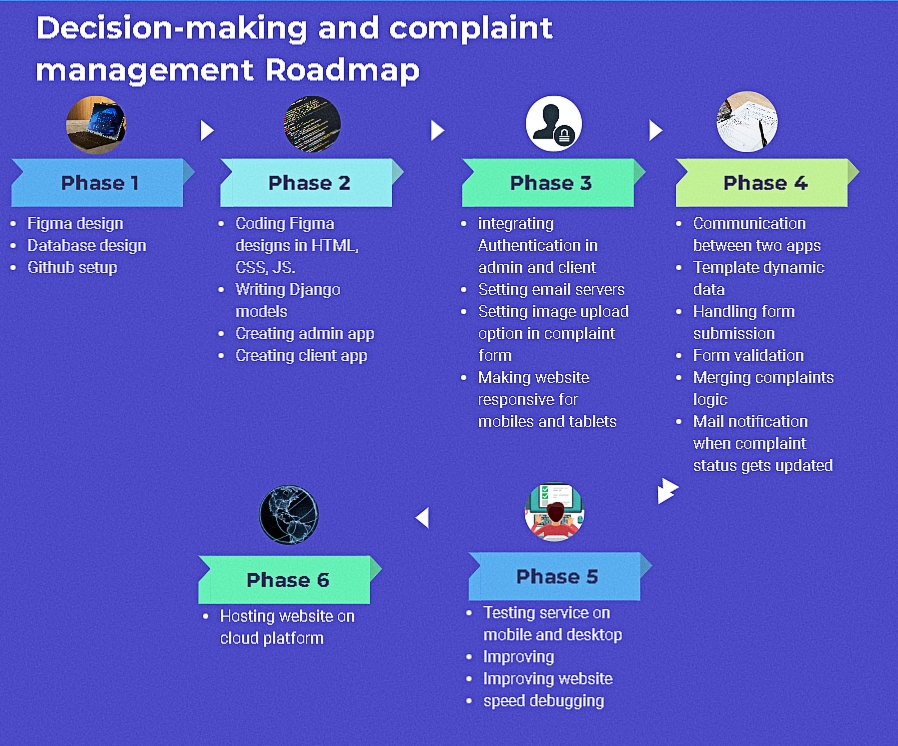 Decision-making and complaint
management Roadmap
Phase 1
• Figma design
• Database design
• Github setup
Phase 2
• Coding Figma
designs in HTML,
CSS, JS.
• Writing Django
models
• Creating admin app
• Creating client app
Phase 3
• integrating
Authentication in
admin and client
• Setting email servers
• Setting image upload
option in complaint
form
• Making website
responsive for
mobiles and tablets
Phase 4
• Communication
between two apps
• Template dynamic
data
• Handling form
submission
• Form validation
• Merging complaints
logic
• Mail notification
when complaint
status gets updated
Phase 5
• Testing service on
mobile and desktop
• Improving
• Improving website
• speed debugging
Phase 6
• Hosting website on
cloud platform